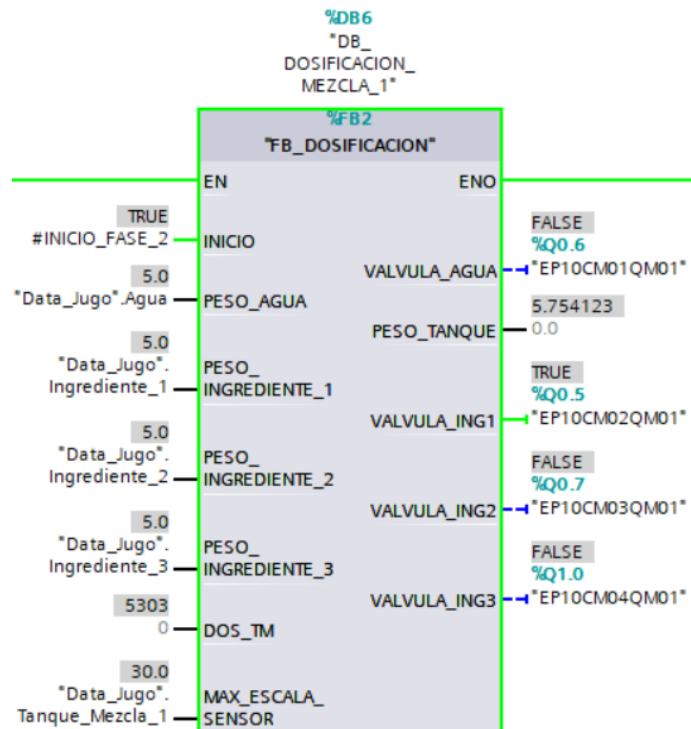 %DB6
"DB_
DOSIFICACION_
MEZCLA_1"
%FB2
"FB_DOSIFICACION"
EN
ENO
TRUE
#INICIO_FASE_2
INICIO
5.0
"Data_Jugo".Agua
PESO_AGUA
5.0
"Data_Jugo".
Ingrediente_1
PESO_
INGREDIENTE_1
5.0
"Data_Jugo".
Ingrediente_2
PESO_
INGREDIENTE_2
5.0
"Data_Jugo".
Ingrediente_3
PESO_
INGREDIENTE_3
5303
0
DOS_TM
30.0
"Data_Jugo".
Tanque_Mezcla_1
MAX_ESCALA_
SENSOR
VALVULA_AGUA
FALSE
%Q0.6
"EP10CM01QM01"
PESO_TANQUE
5.754123
0.0
VALVULA_ING1
TRUE
%Q0.5
"EP10CM02QM01"
VALVULA_ING2
FALSE
%Q0.7
"EP10CM03QM01"
VALVULA_ING3
FALSE
%Q1.0
"EP10CM04QM01"